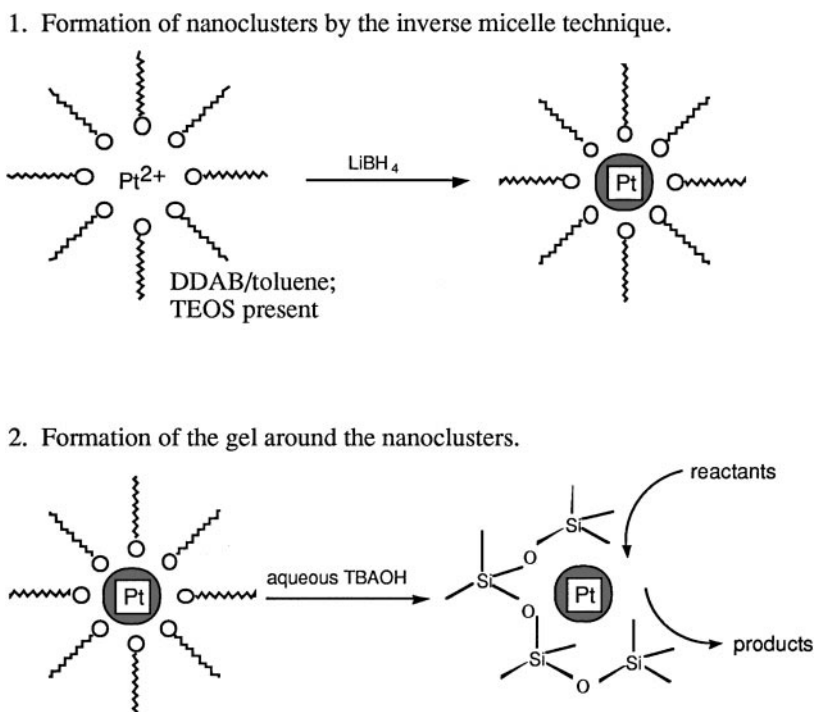 1. Formation of nanoclusters by the inverse micelle technique.
Pt2+
LiBH4
Pt
DDAB/toluene;
TEOS present
2. Formation of the gel around the nanoclusters.
reactants
Si
O
aqueous TBAOH
Si
Pt
Pt
O
products
Si
Si
O